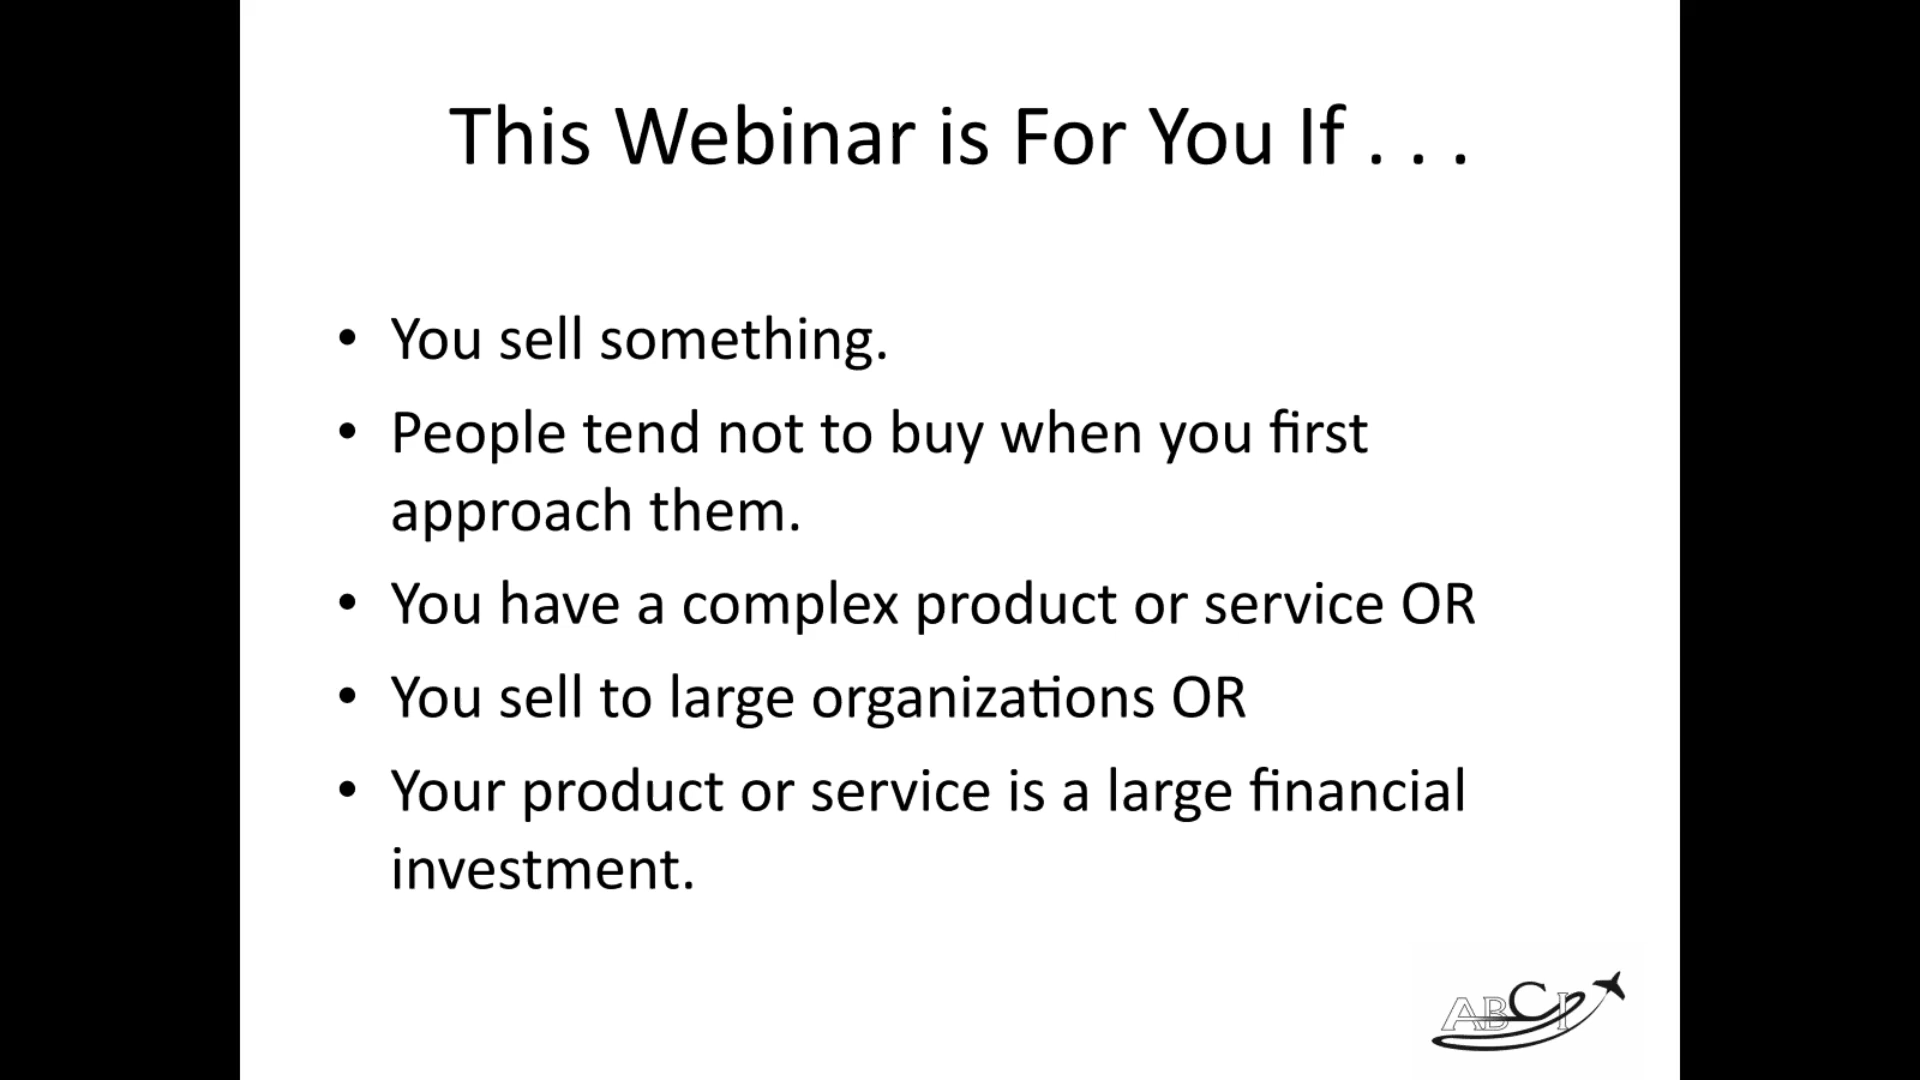 This Webinar is For You If . . .
• You sell something.
• People tend not to buy when you first
approach them.
• You have a complex product or service OR
• You sell to large organizations OR
• Your product or service is a large financial
investment.
ABCI